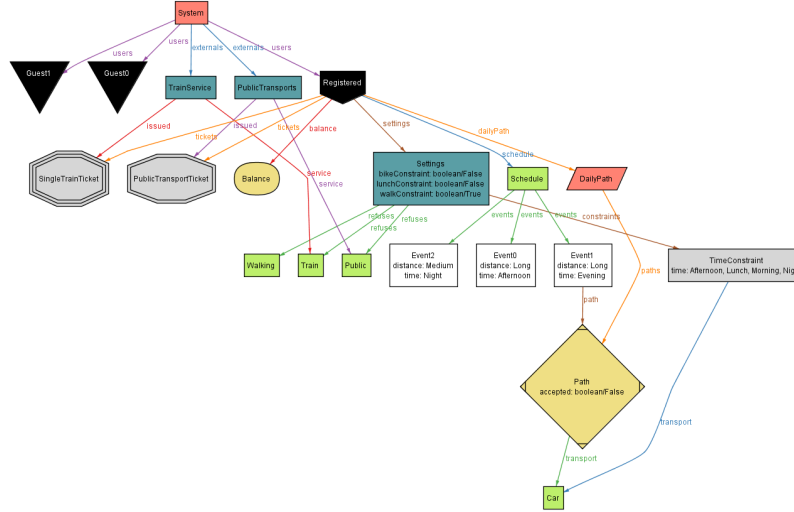 System
users
users
externals
externals
users
Guest1
Guest0
TrainService
PublicTransports
Registered
issued
tickets
issued
tickets
balance
settings
schedule
dailyPath
SingleTrainTicket
PublicTransportTicket
Balance
service
service
Settings
bikeConstraint: boolean/False
lunchConstraint: boolean/False
walkConstraint: boolean/True
Schedule
DailyPath
refuses
refuses
refuses
events
events
events
constraints
Walking
Train
Public
Event2
distance: Medium
time: Night
Event0
distance: Long
time: Afternoon
Event1
distance: Long
time: Evening
TimeConstraint
time: Afternoon, Lunch, Morning,
paths
path
Path
accepted: boolean/False
transport
transport
Car